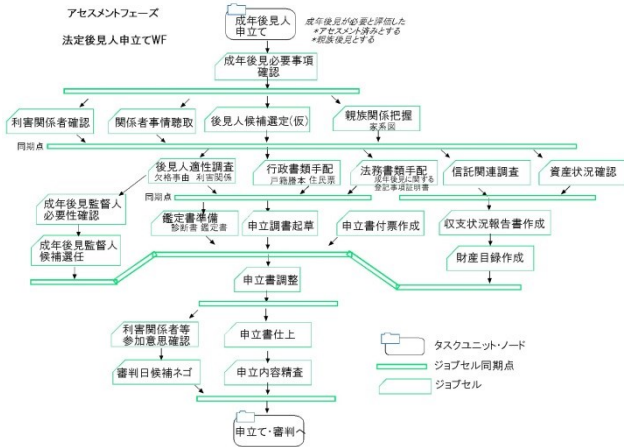 アセスメントフェーズ
法定後見人申立てWF
成年後見人
申立て
成年後見が必要と評価した
*アセスメント済みとする
*親族後見とする
成年後見必要事項
確認
利害関係者確認
関係者事情聴取
後見人候補選定(仮)
親族関係把握
家系図
同期点
後見人適性調査
欠格事由 利害関係
行政書類手配
戸籍謄本 住民票
法務書類手配
成年後見に関する
登記事項証明書
信託関連調査
資産状況確認
同期点
成年後見監督人
必要性確認
鑑定書準備
診断書 鑑定書
申立調書起草
申立書付票作成
収支状況報告書作成
成年後見監督人
候補選任
財産目録作成
申立書調整
利害関係者等
参加意思確認
申立書仕上
審判日候補ネゴ
申立内容精査
申立て・審判へ
タスクユニット・ノード
ジョブセル同期点
ジョブセル